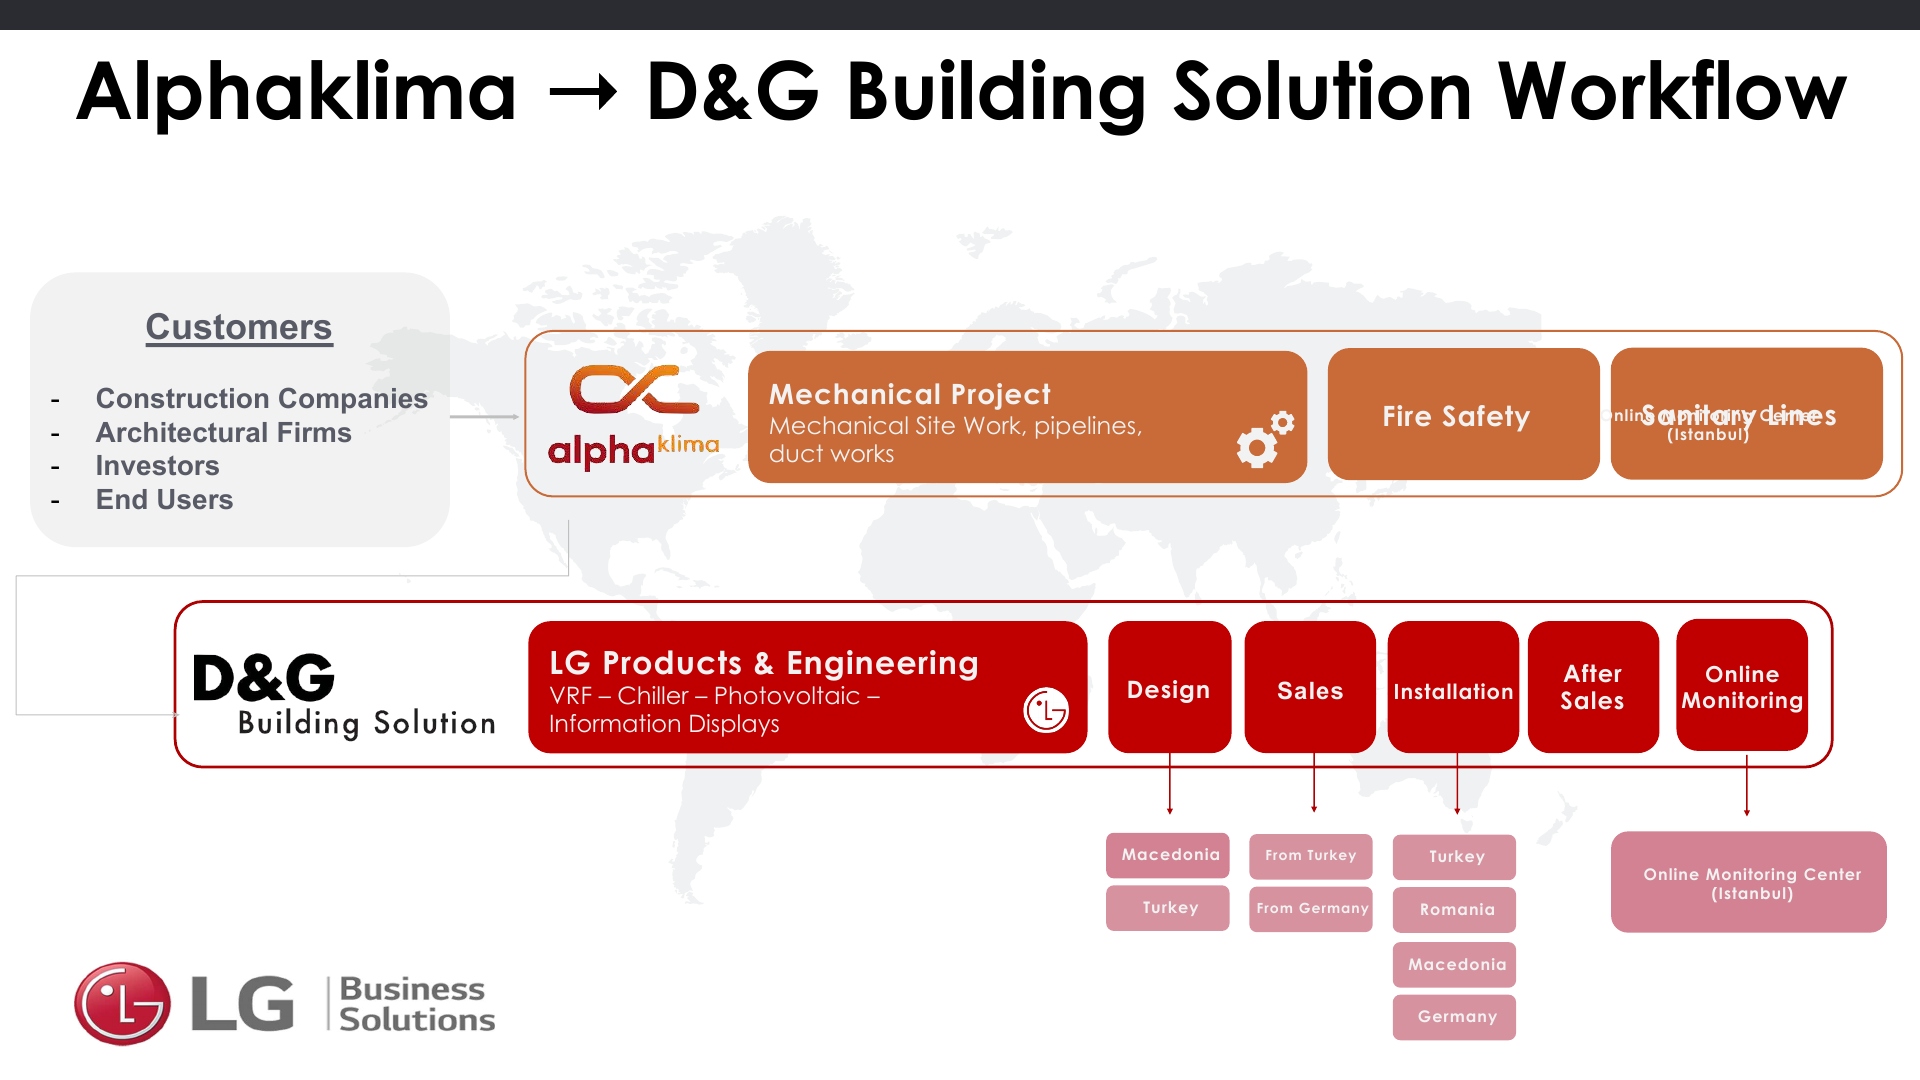 Alphaklima → D&G Building Solution Workflow
Customers
- Construction Companies
- Architectural Firms
- Investors
- End Users
alphaklima
Mechanical Project
Mechanical Site Work, pipelines,
duct works
Fire Safety
Sanitary Lines
Online Monitoring Center
(Istanbul)
D&G
Building Solution
LG Products & Engineering
VRF – Chiller – Photovoltaic –
Information Displays
LG
Design
Sales
Installation
After
Sales
Online
Monitoring
Macedonia
Turkey
From Turkey
From Germany
Turkey
Romania
Macedonia
Germany
Online Monitoring Center
(Istanbul)
LG
LG
Business
Solutions